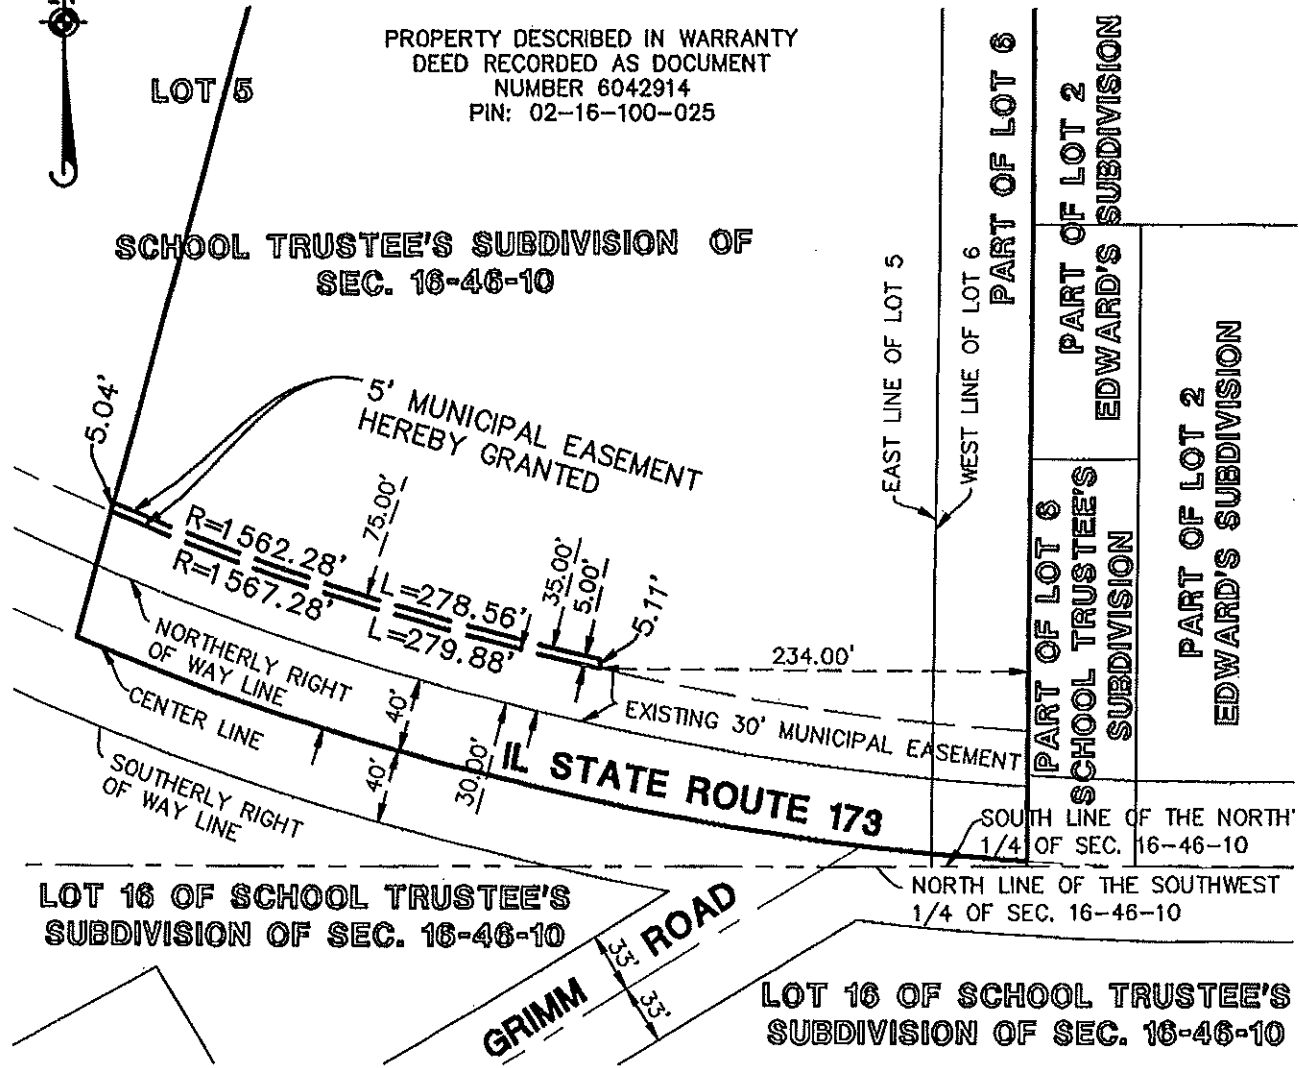 PROPERTY DESCRIBED IN WARRANTY
DEED RECORDED AS DOCUMENT
NUMBER 6042914
PIN: 02-16-100-025
LOT 5
SCHOOL TRUSTEE'S SUBDIVISION OF
SEC. 16-46-10
PART OF LOT 6
PART OF LOT 2
EDWARD'S SUBDIVISION
EAST LINE OF LOT 5
WEST LINE OF LOT 6
PART OF LOT 2
EDWARD'S SUBDIVISION
PART OF LOT 6
SCHOOL TRUSTEE'S
SUBDIVISION
5.04'
5' MUNICIPAL EASEMENT
HEREBY GRANTED
R=1562.28'
R=1567.28'
75.00'
L=278.56'
L=279.88'
35.00'
5.00'
5.11'
234.00'
NORTHERLY RIGHT
OF WAY LINE
CENTER LINE
SOUTHERLY RIGHT
OF WAY LINE
40'
40'
30.00'
EXISTING 30' MUNICIPAL EASEMENT
IL STATE ROUTE 173
SOUTH LINE OF THE NORTH
1/4 OF SEC. 16-46-10
NORTH LINE OF THE SOUTHWEST
1/4 OF SEC. 16-46-10
LOT 16 OF SCHOOL TRUSTEE'S
SUBDIVISION OF SEC. 16-46-10
GRIMM ROAD
33'
33'
LOT 16 OF SCHOOL TRUSTEE'S
SUBDIVISION OF SEC. 16-46-10